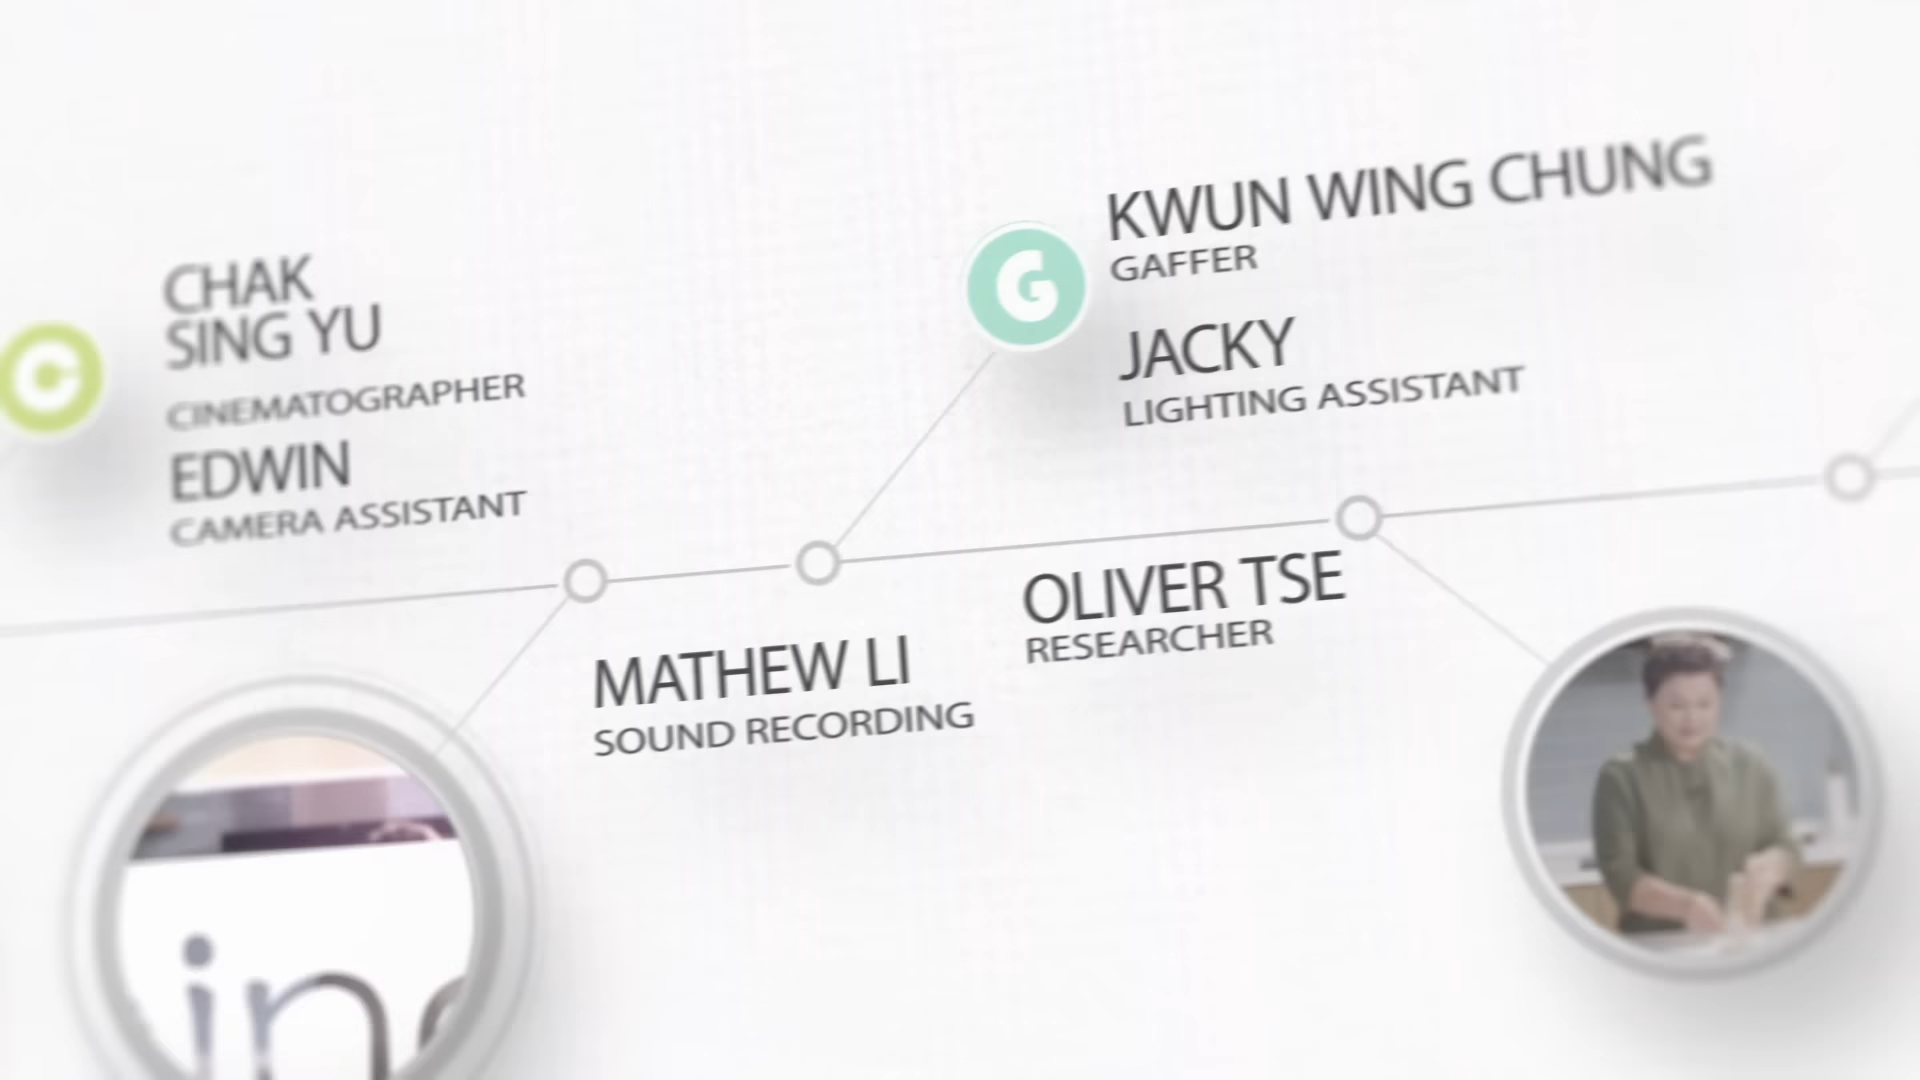 C
CHAK
SING YU
CINEMATOGRAPHER
EDWIN
CAMERA ASSISTANT
G
KWUN WING CHUNG
GAFFER
JACKY
LIGHTING ASSISTANT
MATHEW LI
SOUND RECORDING
OLIVER TSE
RESEARCHER
in